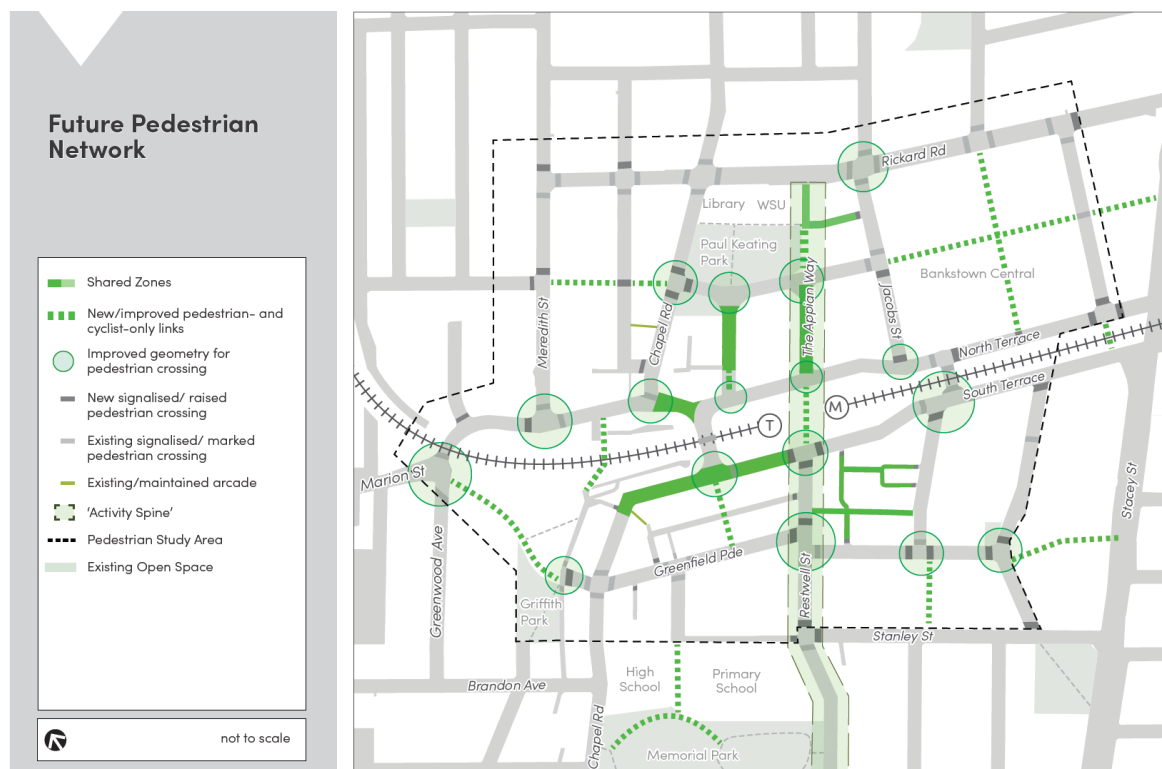 Future Pedestrian
Network
Shared Zones
New/improved pedestrian- and
cyclist-only links
Improved geometry for
pedestrian crossing
New signalised/ raised
pedestrian crossing
Existing signalised/ marked
pedestrian crossing
Existing/maintained arcade
'Activity Spine'
Pedestrian Study Area
Existing Open Space
not to scale
Rickard Rd
Library
WSU
Paul Keating
Park
The Appian Way
Bankstown Central
Jacobs St
Meredith St
Chapel Rd
North Terrace
South Terrace
T
M
Marion St
Stacey St
Greenwood Ave
Greenfield Pde
Restwell St
Griffith
Park
Stanley St
High
School
Primary
School
Brandon Ave
Chapel Rd
Memorial Park